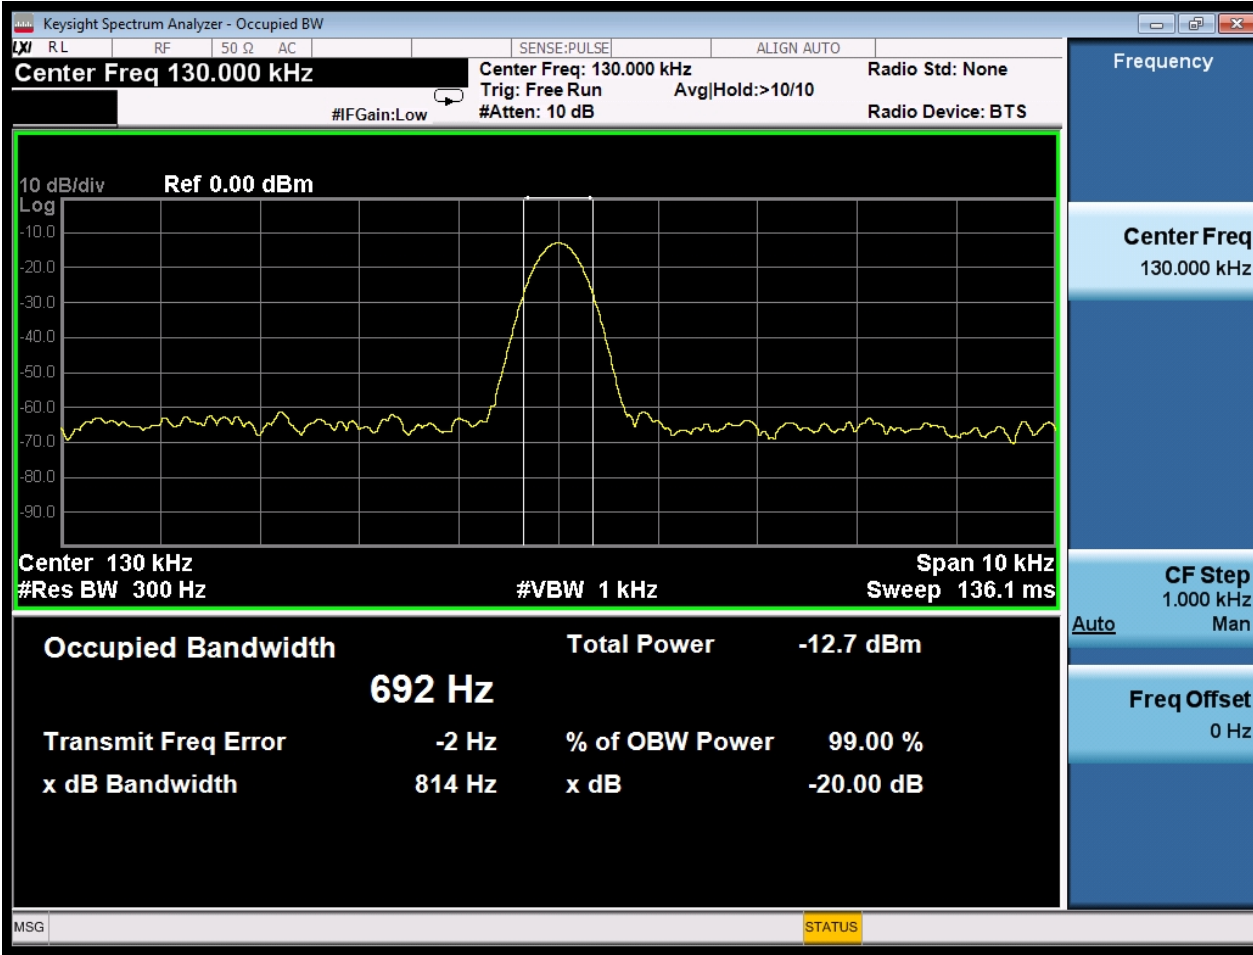 Keysight Spectrum Analyzer - Occupied BW
LXI RL RF 50 Ω AC SENSE:PULSE ALIGN AUTO
Center Freq 130.000 kHz
Center Freq: 130.000 kHz Radio Std: None
Trig: Free Run Avg|Hold:>10/10
#IFGain:Low #Atten: 10 dB Radio Device: BTS
10 dB/div Ref 0.00 dBm
Log
-10.0
-20.0
-30.0
-40.0
-50.0
-60.0
-70.0
-80.0
-90.0
Center 130 kHz Span 10 kHz
#Res BW 300 Hz #VBW 1 kHz Sweep 136.1 ms
Occupied Bandwidth Total Power -12.7 dBm
692 Hz
Transmit Freq Error -2 Hz % of OBW Power 99.00 %
x dB Bandwidth 814 Hz x dB -20.00 dB
MSG STATUS
Frequency
Center Freq
130.000 kHz
CF Step
1.000 kHz
Auto Man
Freq Offset
0 Hz